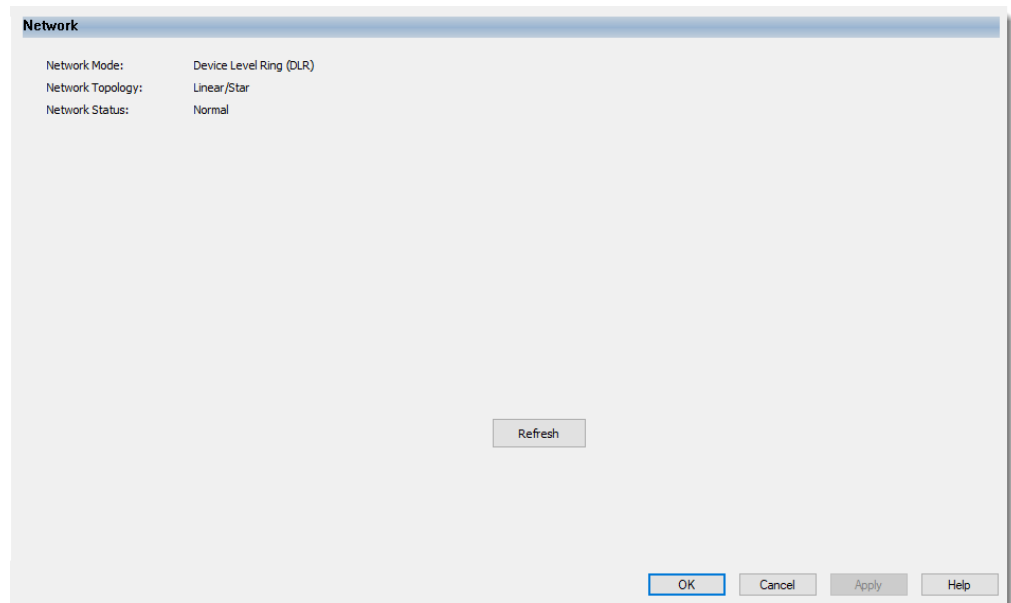 Network
Network Mode: Device Level Ring (DLR)
Network Topology: Linear/Star
Network Status: Normal
Refresh
OK Cancel Apply Help